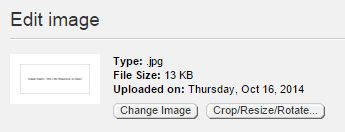 Edit image
Type: .jpg
File Size: 13 KB
Uploaded on: Thursday, Oct 16, 2014
Change Image
Crop/Resize/Rotate...